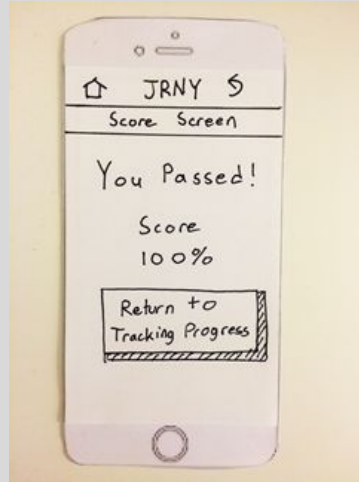 JRNY
Score Screen
You Passed!
Score
100%
Return to
Tracking Progress